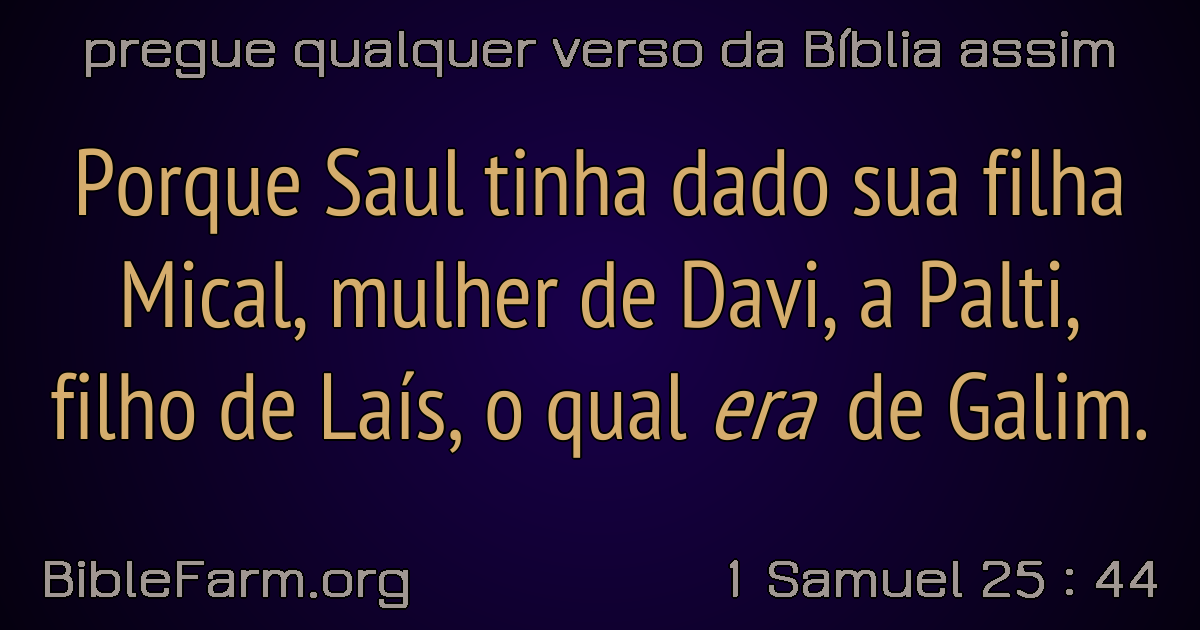 pregue qualquer verso da Bíblia assim
Porque Saul tinha dado sua filha
Mical, mulher de Davi, a Palti,
filho de Laís, o qual era de Galim.
BibleFarm.org
1 Samuel 25 : 44